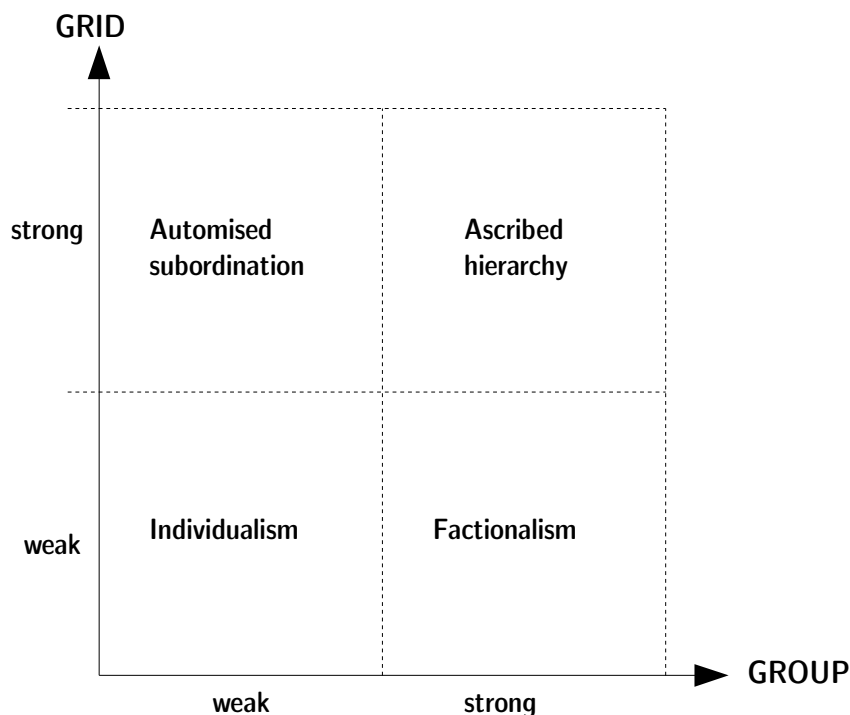 GRID
strong
Automised
subordination
Ascribed
hierarchy
weak
Individualism
Factionalism
GROUP
weak
strong